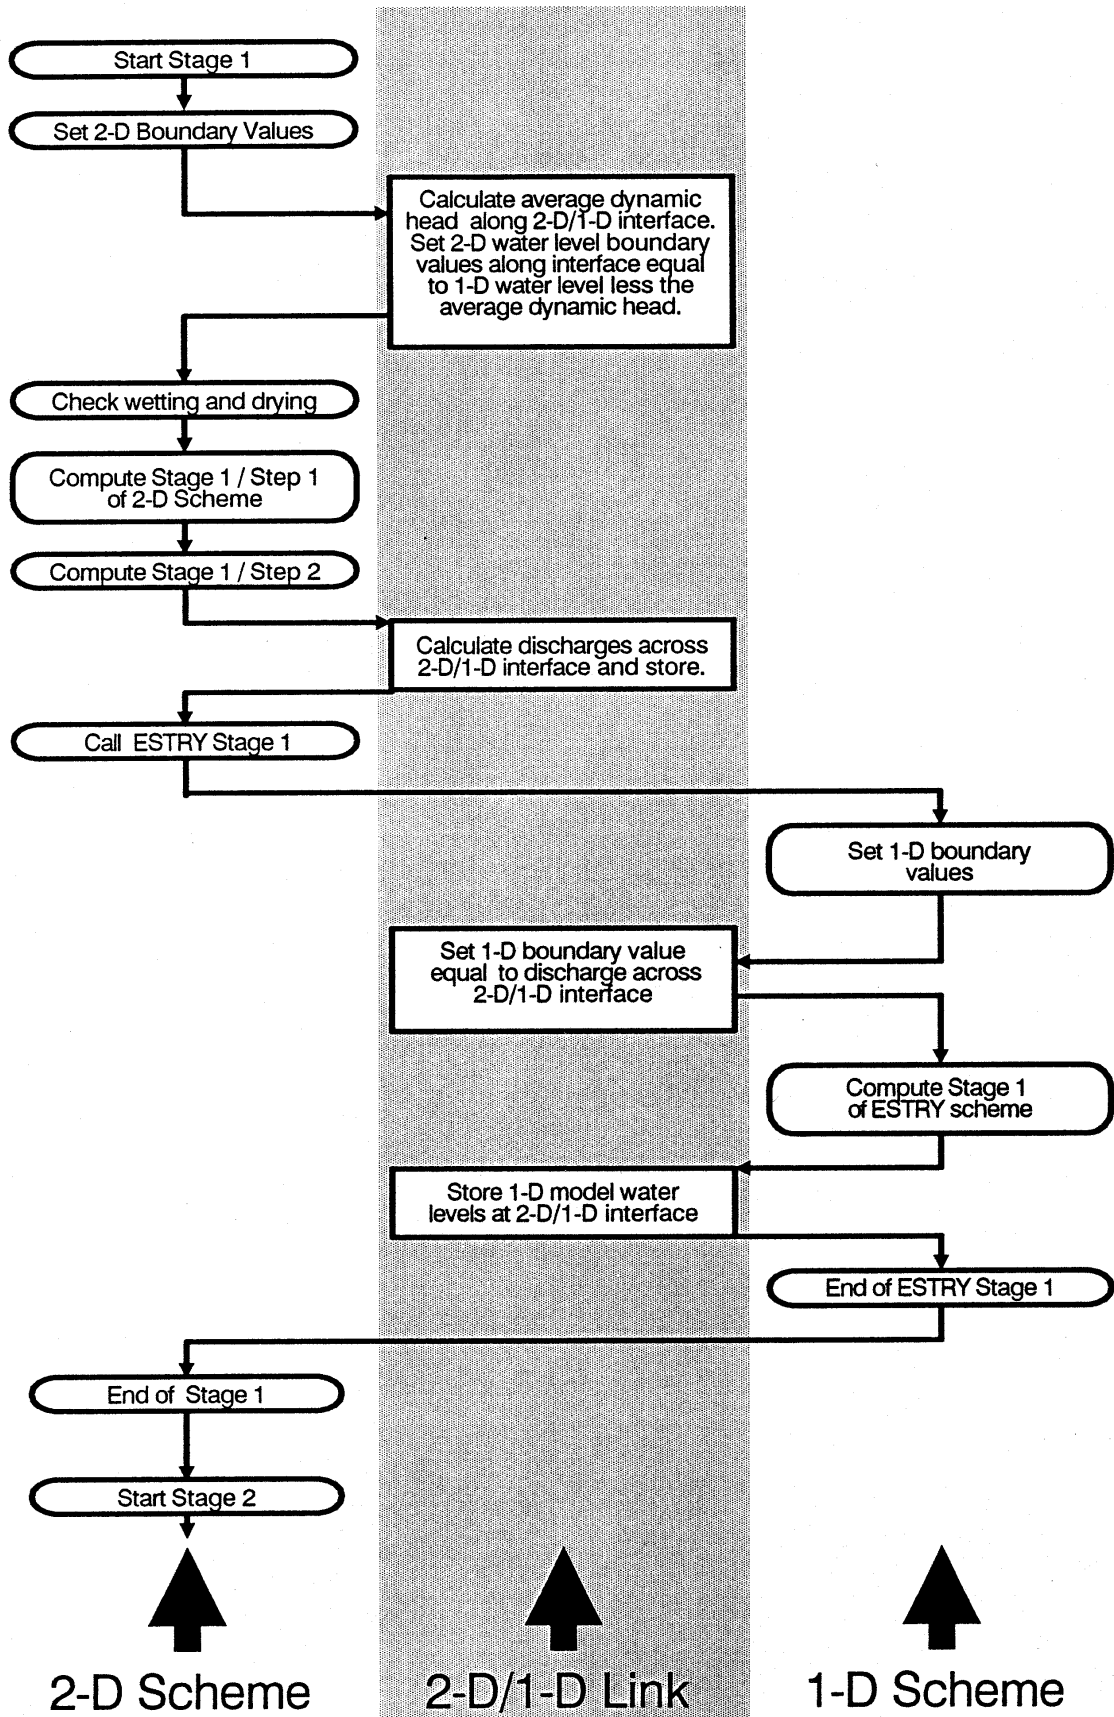 Start Stage 1
Set 2-D Boundary Values
Calculate average dynamic
head along 2-D/1-D interface.
Set 2-D water level boundary
values along interface equal
to 1-D water level less the
average dynamic head.
Check wetting and drying
Compute Stage 1 / Step 1
of 2-D Scheme
Compute Stage 1 / Step 2
Calculate discharges across
2-D/1-D interface and store.
Call ESTRY Stage 1
Set 1-D boundary
values
Set 1-D boundary value
equal to discharge across
2-D/1-D interface
Compute Stage 1
of ESTRY scheme
Store 1-D model water
levels at 2-D/1-D interface
End of ESTRY Stage 1
End of Stage 1
Start Stage 2
2-D Scheme
2-D/1-D Link
1-D Scheme